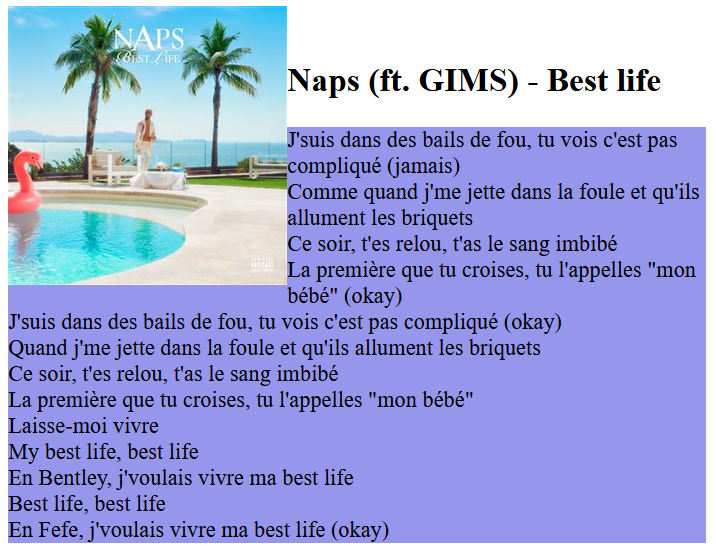 NAPS
BEST LIFE
Naps (ft. GIMS) - Best life
J'suis dans des bails de fou, tu vois c'est pas
compliqué (jamais)
Comme quand j'me jette dans la foule et qu'ils
allument les briquets
Ce soir, t'es relou, t'as le sang imbibé
La première que tu croises, tu l'appelles "mon
bébé" (okay)
J'suis dans des bails de fou, tu vois c'est pas compliqué (okay)
Quand j'me jette dans la foule et qu'ils allument les briquets
Ce soir, t'es relou, t'as le sang imbibé
La première que tu croises, tu l'appelles "mon bébé"
Laisse-moi vivre
My best life, best life
En Bentley, j'voulais vivre ma best life
Best life, best life
En Fefe, j'voulais vivre ma best life (okay)